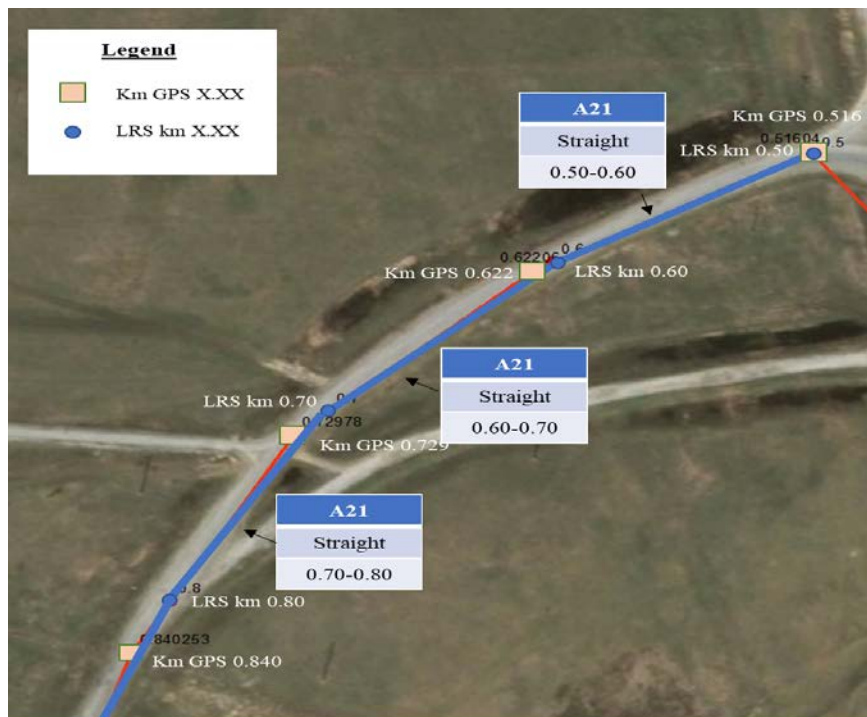 Legend
Km GPS X.XX
LRS km X.XX
A21
Straight
0.50-0.60
Km GPS 0.516
0.51604
0.5
LRS km 0.50
0.62206
0.6
Km GPS 0.622
LRS km 0.60
A21
Straight
0.60-0.70
LRS km 0.70
Km GPS 0.729
A21
Straight
0.70-0.80
LRS km 0.80
0.840253
Km GPS 0.840